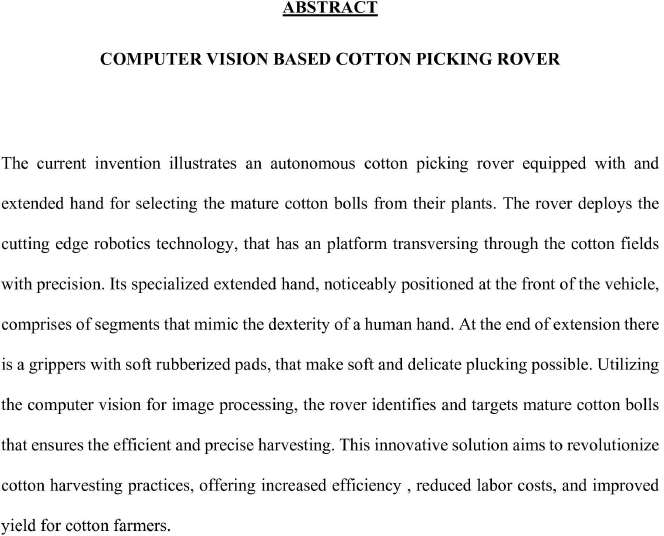 ABSTRACT
COMPUTER VISION BASED COTTON PICKING ROVER
The current invention illustrates an autonomous cotton picking rover equipped with and
extended hand for selecting the mature cotton bolls from their plants. The rover deploys the
cutting edge robotics technology, that has an platform transversing through the cotton fields
with precision. Its specialized extended hand, noticeably positioned at the front of the vehicle,
comprises of segments that mimic the dexterity of a human hand. At the end of extension there
is a grippers with soft rubberized pads, that make soft and delicate plucking possible. Utilizing
the computer vision for image processing, the rover identifies and targets mature cotton bolls
that ensures the efficient and precise harvesting. This innovative solution aims to revolutionize
cotton harvesting practices, offering increased efficiency , reduced labor costs, and improved
yield for cotton farmers.